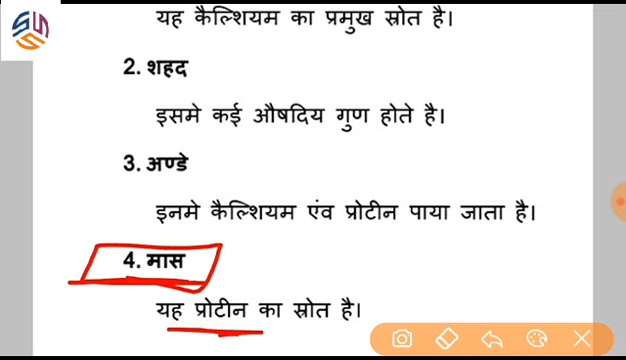 यह कैल्शियम का प्रमुख स्रोत है।
2. शहद
इसमे कई औषदिय गुण होते है।
3. अण्डे
इनमे कैल्शियम एंव प्रोटीन पाया जाता है।
4. मास
यह प्रोटीन का स्रोत है।